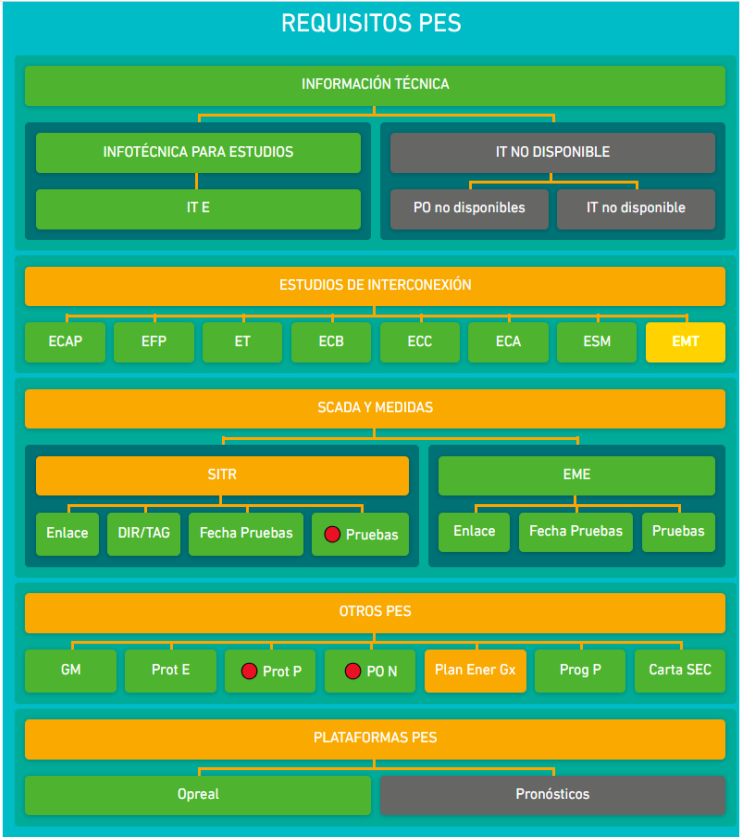 REQUISITOS PES
INFORMACIÓN TÉCNICA
INFOTÉCNICA PARA ESTUDIOS
IT E
IT NO DISPONIBLE
PO no disponibles
IT no disponible
ESTUDIOS DE INTERCONEXIÓN
ECAP
EFP
ET
ECB
ECC
ECA
ESM
EMT
SCADA Y MEDIDAS
SITR
Enlace
DIR/TAG
Fecha Pruebas
Pruebas
EME
Enlace
Fecha Pruebas
Pruebas
OTROS PES
GM
Prot E
Prot P
PO N
Plan Ener Gx
Prog P
Carta SEC
PLATAFORMAS PES
Opreal
Pronósticos